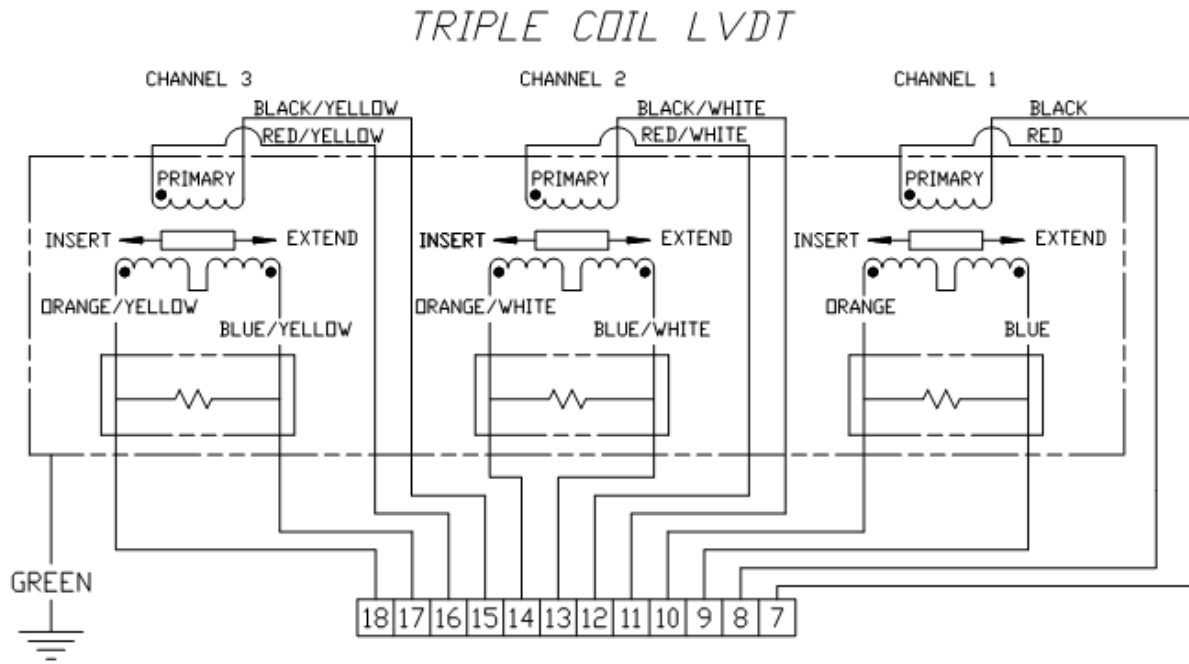 TRIPLE COIL LVDT
CHANNEL 3
CHANNEL 2
CHANNEL 1
BLACK/YELLOW
BLACK/WHITE
BLACK
RED/YELLOW
RED/WHITE
RED
PRIMARY
PRIMARY
PRIMARY
INSERT
EXTEND
INSERT
EXTEND
INSERT
EXTEND
ORANGE/YELLOW
ORANGE/WHITE
ORANGE
BLUE/YELLOW
BLUE/WHITE
BLUE
GREEN
18 17 16 15 14 13 12 11 10 9 8 7